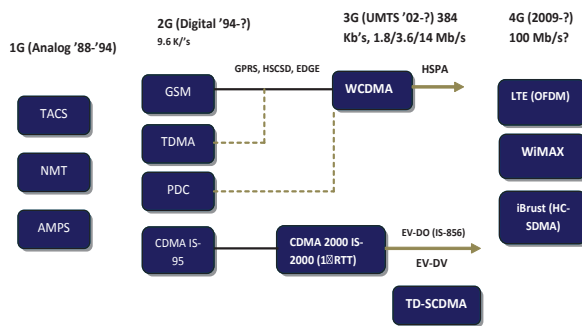 1G (Analog '88-'94)
2G (Digital '94-?)
9.6 K/'s
3G (UMTS '02-?) 384
Kb's, 1.8/3.6/14 Mb/s
4G (2009-?)
100 Mb/s?
TACS
NMT
AMPS
GSM
TDMA
PDC
CDMA IS-
95
GPRS, HSCSD, EDGE
WCDMA
HSPA
CDMA 2000 IS-
2000 (1▯RTT)
EV-DO (IS-856)
EV-DV
TD-SCDMA
LTE (OFDM)
WiMAX
iBrust (HC-
SDMA)